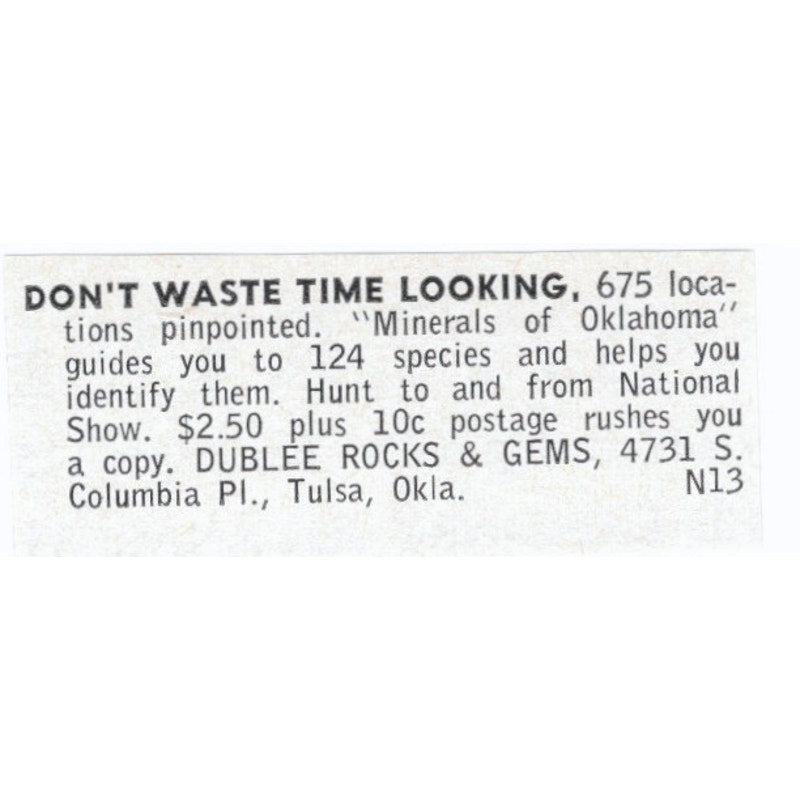 DON'T WASTE TIME LOOKING, 675 loca-
tions pinpointed. "Minerals of Oklahoma"
guides you to 124 species and helps you
identify them. Hunt to and from National
Show. $2.50 plus 10c postage rushes you
a copy. DUBLEE ROCKS & GEMS, 4731 S.
Columbia Pl., Tulsa, Okla. N13